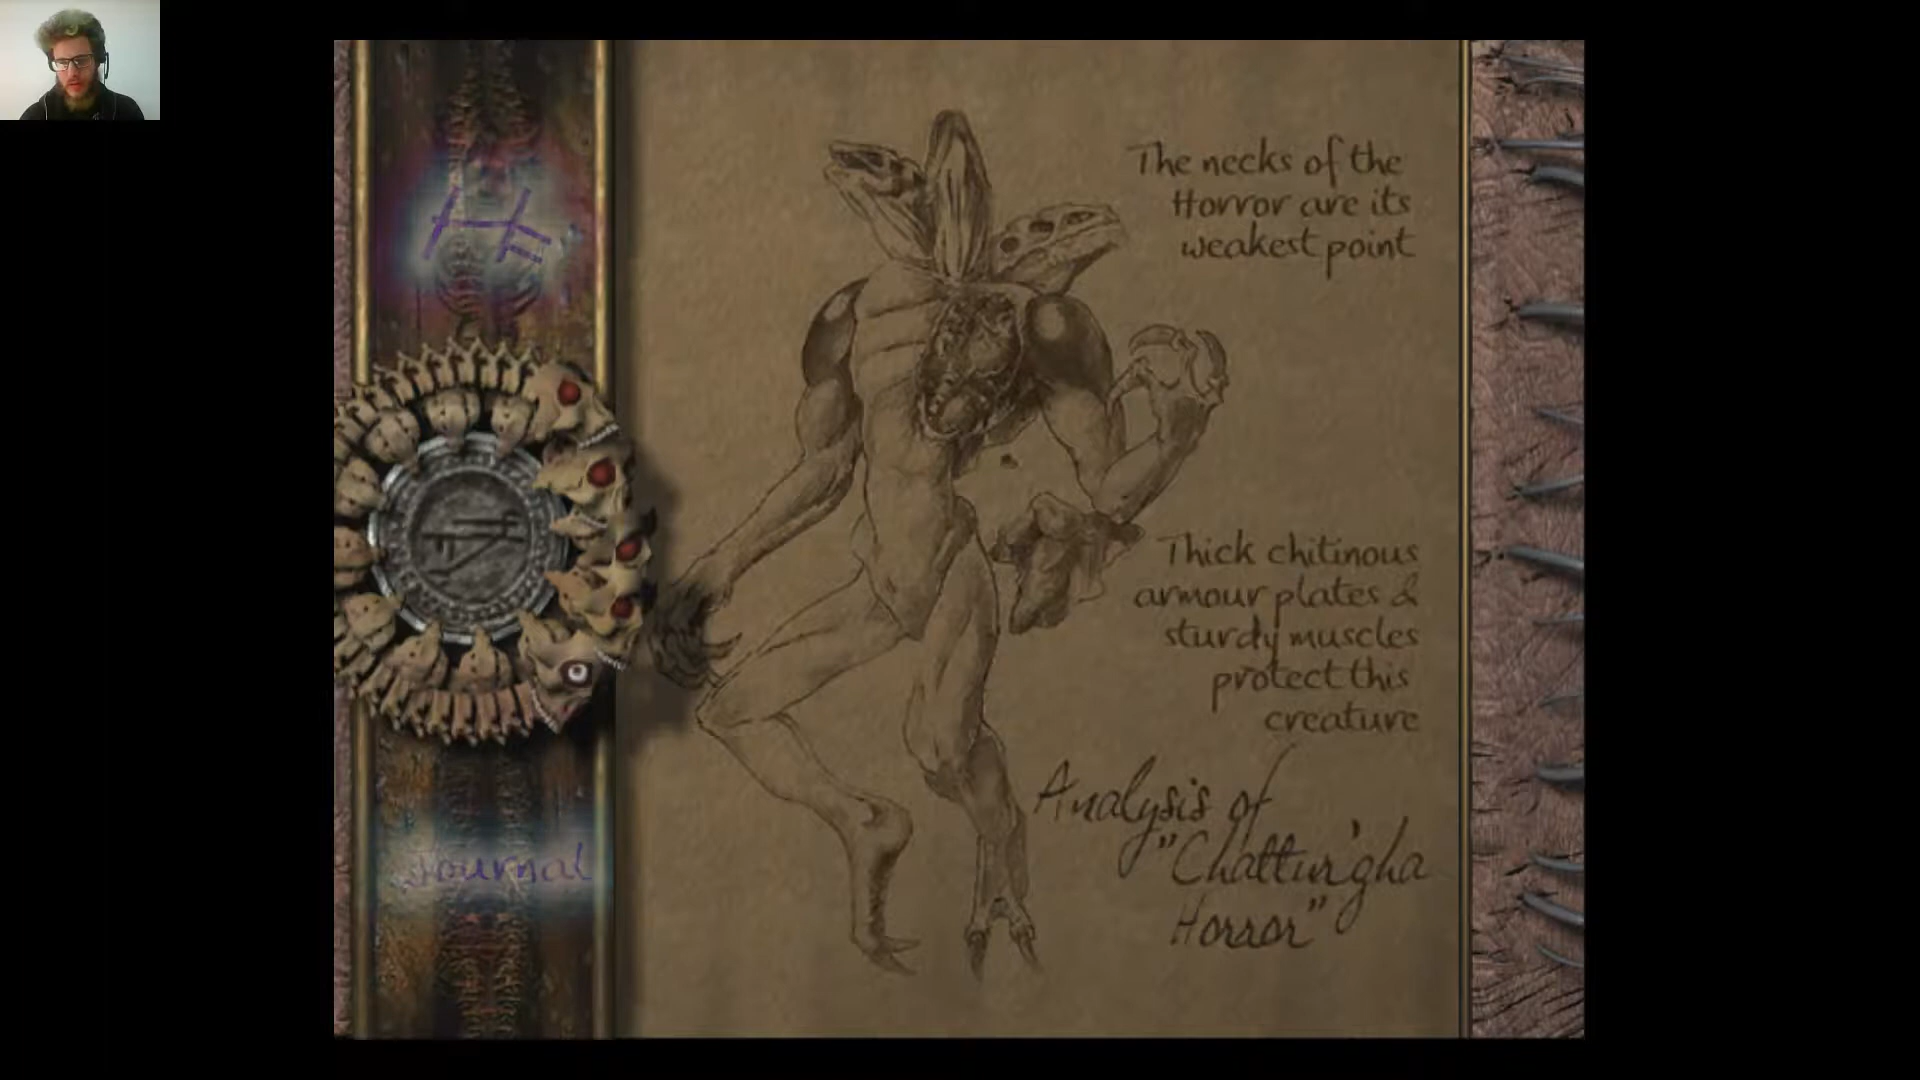 The necks of the
Horror are its
weakest point
Thick chitinous
armour plates &
sturdy muscles
protect this
creature
Analysis of
"Chattur'gha
Horror"
Journal